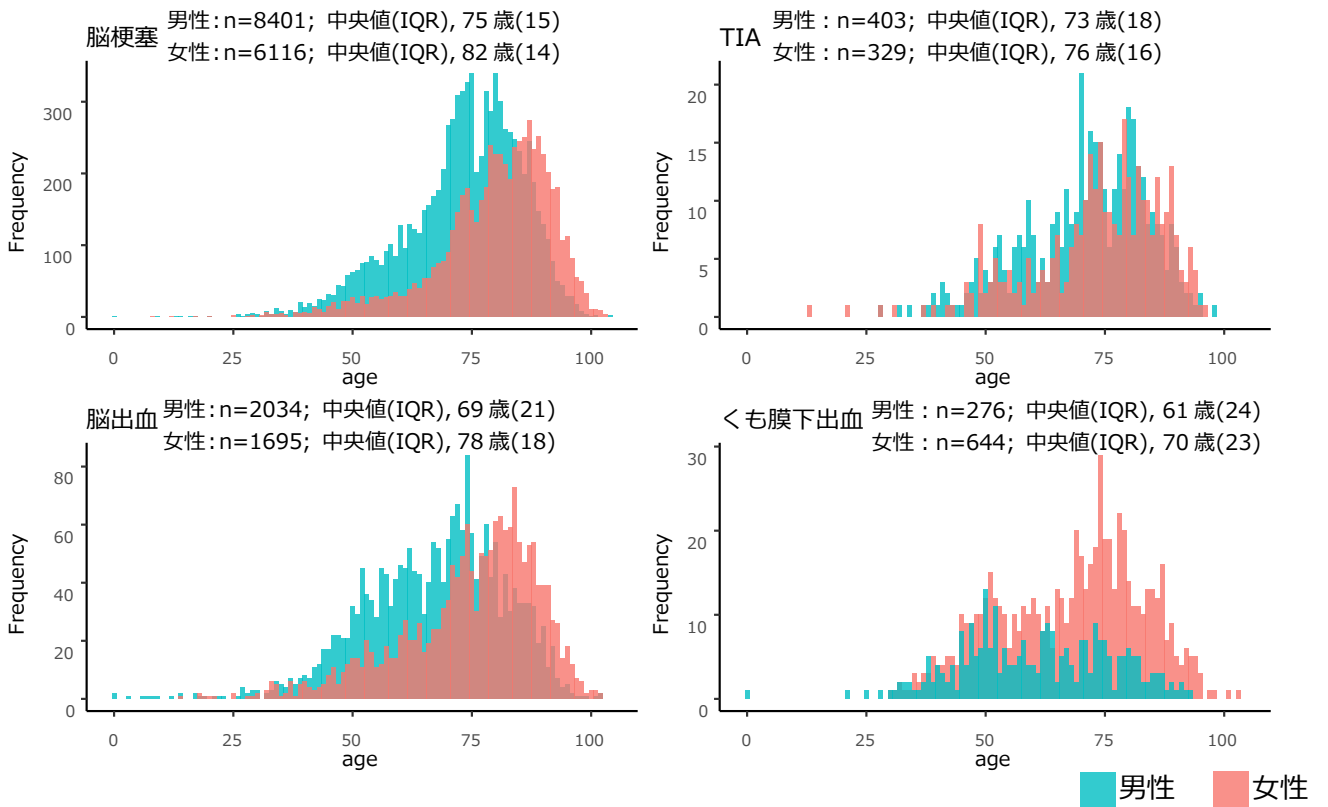 脳梗塞
男性:n=8401; 中央値(IQR), 75 歳(15)
女性:n=6116; 中央値(IQR), 82 歳(14)
Frequency
300
200
100
0
0 25 50 75 100
age
TIA
男性:n=403; 中央値(IQR), 73 歳(18)
女性:n=329; 中央値(IQR), 76 歳(16)
Frequency
20
15
10
5
0
0 25 50 75 100
age
脳出血
男性:n=2034; 中央値(IQR), 69 歳(21)
女性:n=1695; 中央値(IQR), 78 歳(18)
Frequency
80
60
40
20
0
0 25 50 75 100
age
くも膜下出血
男性:n=276; 中央値(IQR), 61 歳(24)
女性:n=644; 中央値(IQR), 70 歳(23)
Frequency
30
20
10
0
0 25 50 75 100
age
男性 女性